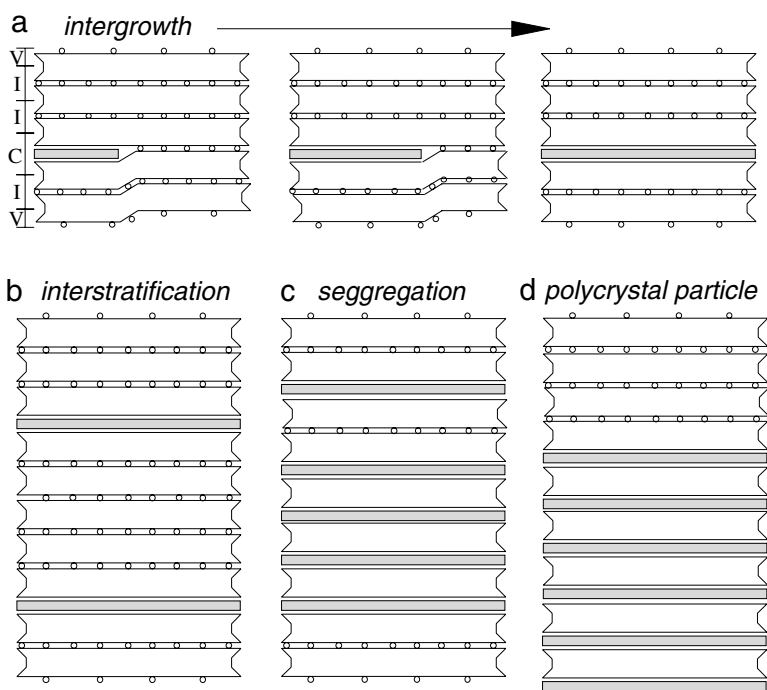 a intergrowth
V
I
I
C
I
V
b interstratification
c seggregation
d polycrystal particle